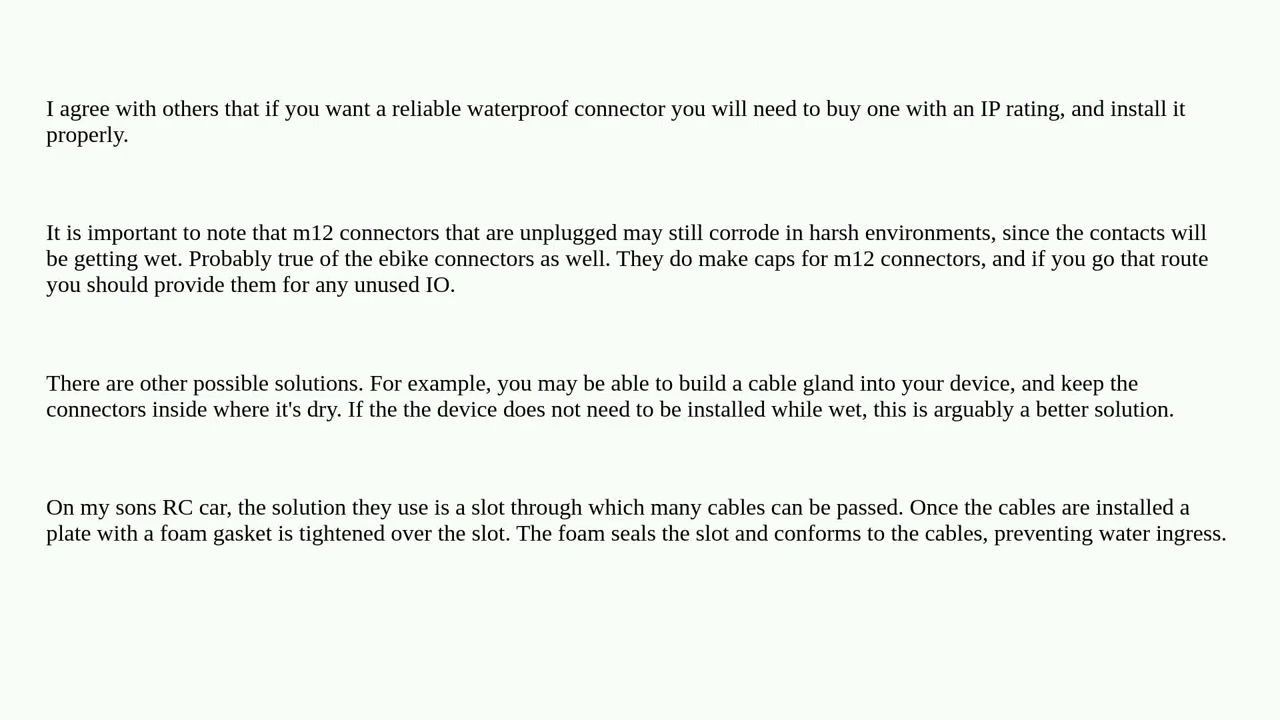 I agree with others that if you want a reliable waterproof connector you will need to buy one with an IP rating, and install it
properly.
It is important to note that m12 connectors that are unplugged may still corrode in harsh environments, since the contacts will
be getting wet. Probably true of the ebike connectors as well. They do make caps for m12 connectors, and if you go that route
you should provide them for any unused IO.
There are other possible solutions. For example, you may be able to build a cable gland into your device, and keep the
connectors inside where it's dry. If the the device does not need to be installed while wet, this is arguably a better solution.
On my sons RC car, the solution they use is a slot through which many cables can be passed. Once the cables are installed a
plate with a foam gasket is tightened over the slot. The foam seals the slot and conforms to the cables, preventing water ingress.